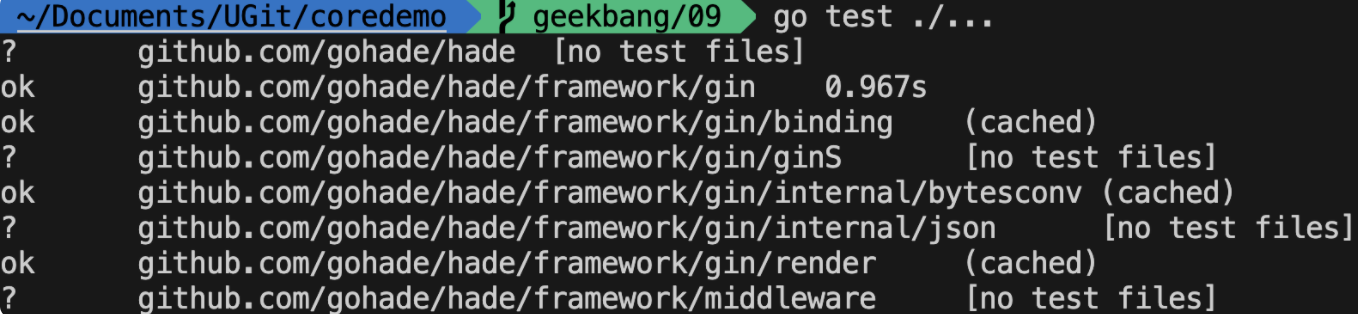 ~/Documents/UGit/coredemo geekbang/09 go test ./...
? github.com/gohade/hade [no test files]
ok github.com/gohade/hade/framework/gin 0.967s
ok github.com/gohade/hade/framework/gin/binding (cached)
? github.com/gohade/hade/framework/gin/ginS [no test files]
ok github.com/gohade/hade/framework/gin/internal/bytesconv (cached)
? github.com/gohade/hade/framework/gin/internal/json [no test files]
ok github.com/gohade/hade/framework/gin/render (cached)
? github.com/gohade/hade/framework/middleware [no test files]